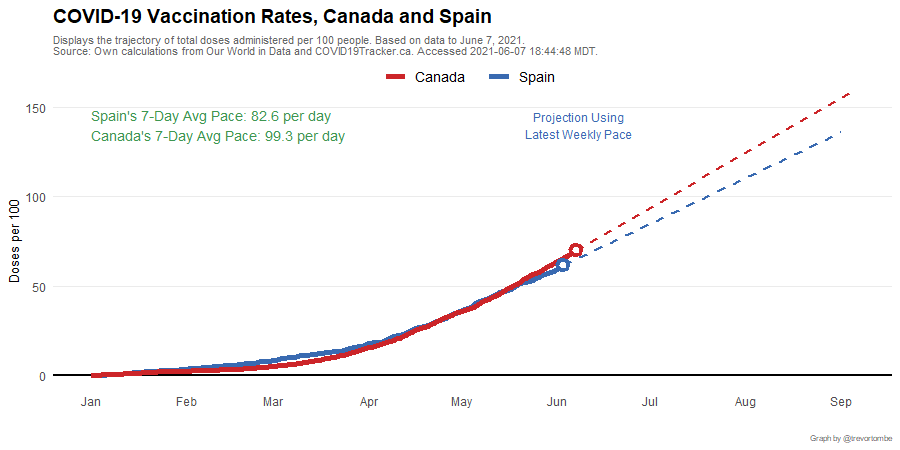 COVID-19 Vaccination Rates, Canada and Spain
Displays the trajectory of total doses administered per 100 people. Based on data to June 7, 2021.
Source: Own calculations from Our World in Data and COVID19Tracker.ca. Accessed 2021-06-07 18:44:48 MDT.
Canada Spain
Spain's 7-Day Avg Pace: 82.6 per day
Canada's 7-Day Avg Pace: 99.3 per day
Projection Using
Latest Weekly Pace
Doses per 100
150
100
50
0
Jan Feb Mar Apr May Jun Jul Aug Sep
Graph by @trevortombe